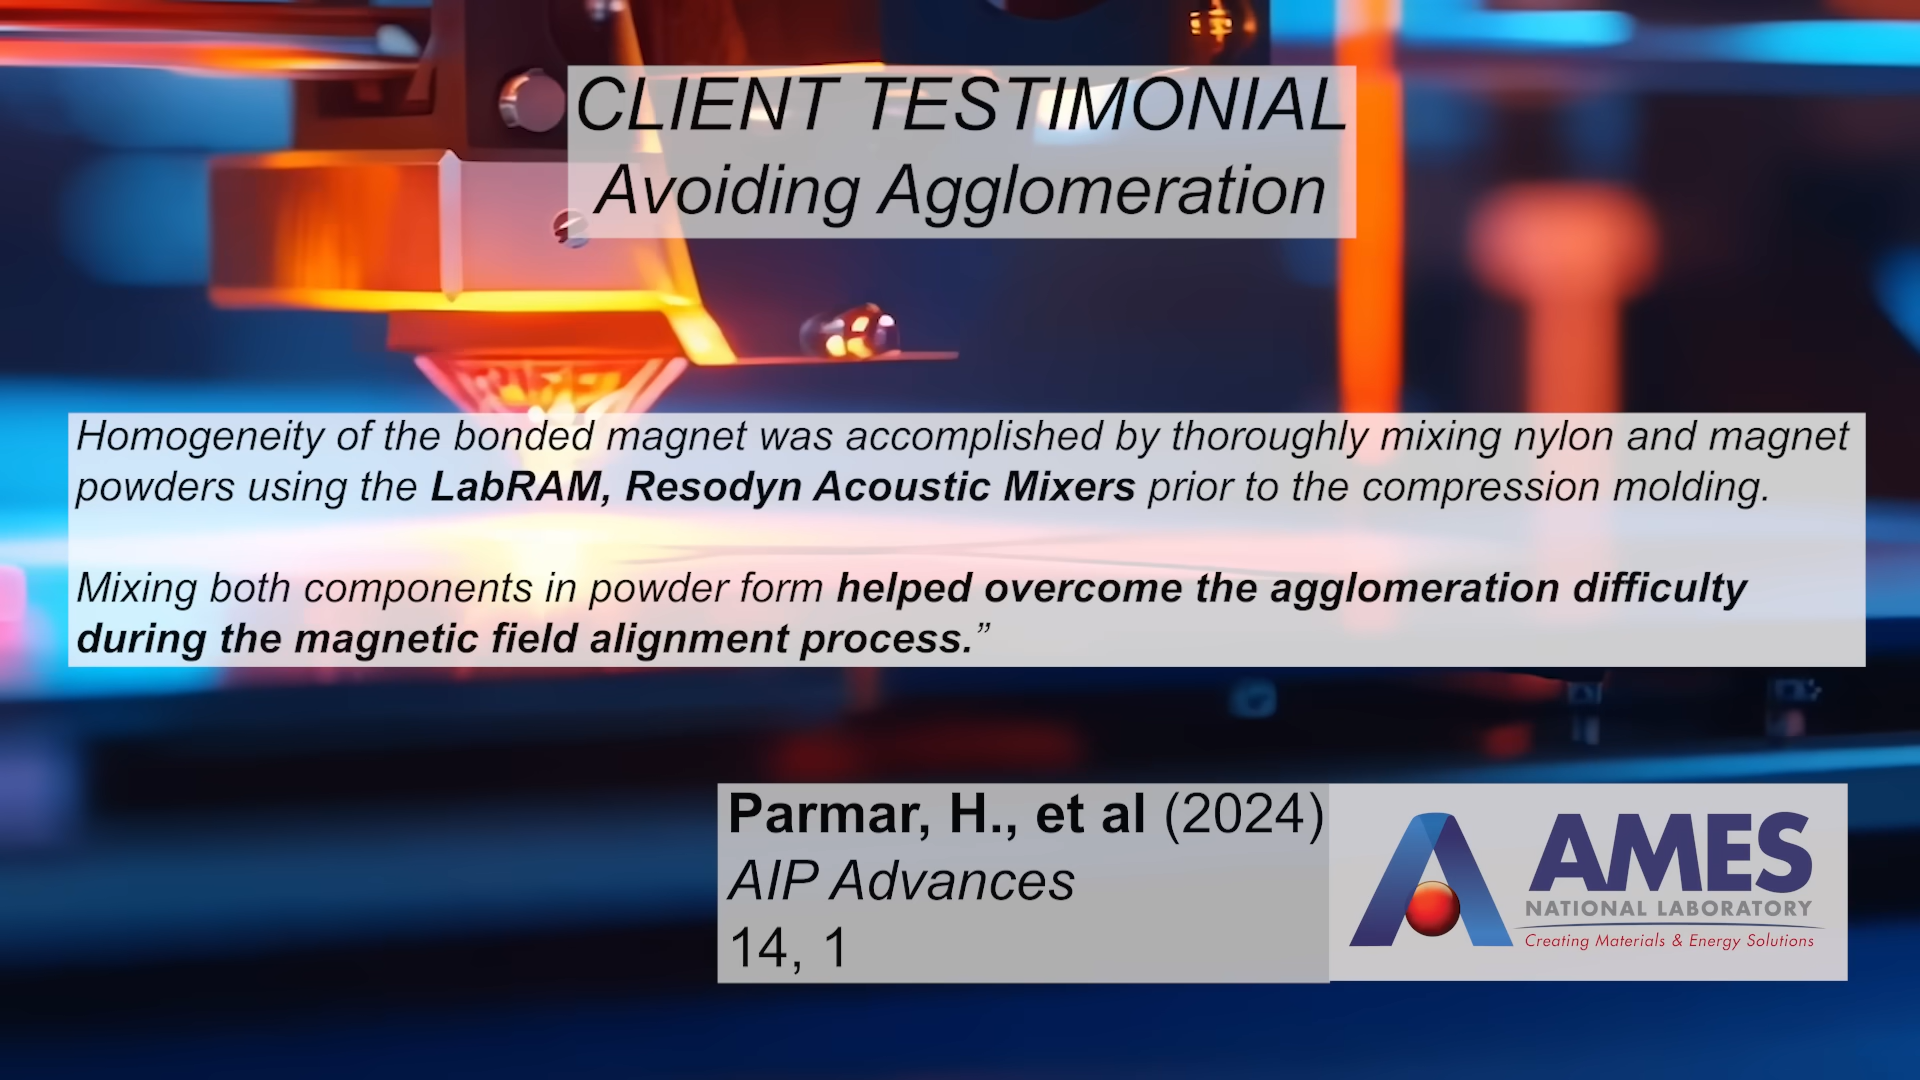 CLIENT TESTIMONIAL
Avoiding Agglomeration
Homogeneity of the bonded magnet was accomplished by thoroughly mixing nylon and magnet
powders using the LabRAM, Resodyn Acoustic Mixers prior to the compression molding.
Mixing both components in powder form helped overcome the agglomeration difficulty
during the magnetic field alignment process.”
Parmar, H., et al (2024)
AIP Advances
14, 1
AMES
NATIONAL LABORATORY
Creating Materials & Energy Solutions